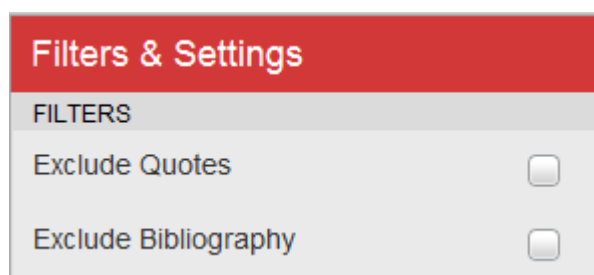 Filters & Settings
FILTERS
Exclude Quotes
Exclude Bibliography